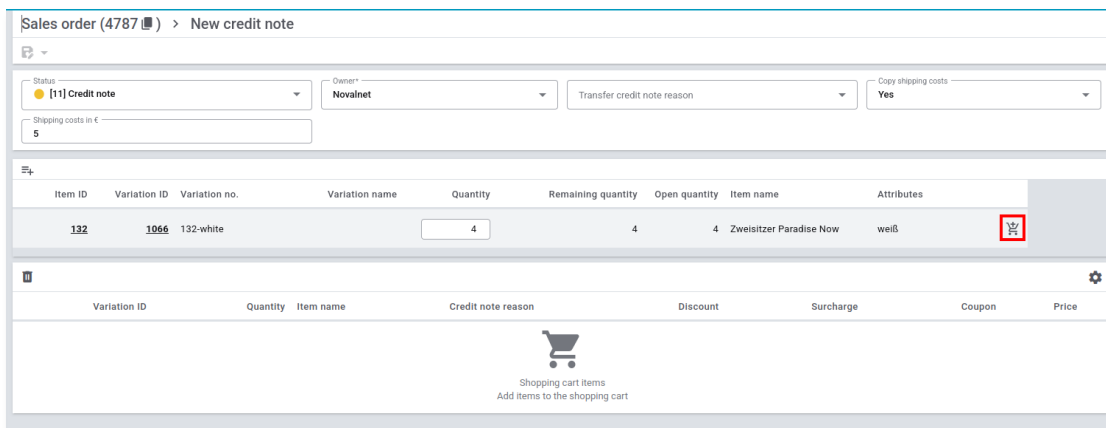 Sales order (4787) > New credit note
Status
[11] Credit note
Owner*
Novalnet
Transfer credit note reason
Copy shipping costs
Yes
Shipping costs in €
5
Item ID Variation ID Variation no. Variation name Quantity Remaining quantity Open quantity Item name Attributes
132 1066 132-white 4 4 4 Zweisitzer Paradise Now weiß
Variation ID Quantity Item name Credit note reason Discount Surcharge Coupon Price
Shopping cart items
Add items to the shopping cart